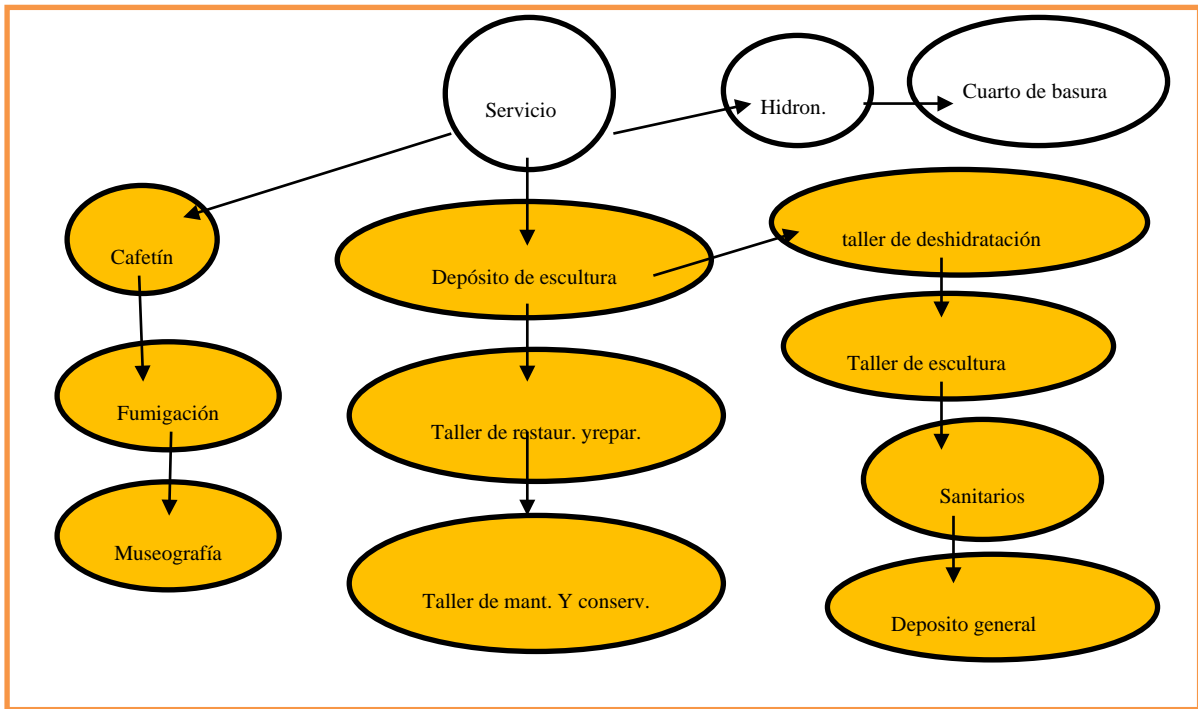 Servicio
Hidron.
Cuarto de basura
Cafetín
Depósito de escultura
taller de deshidratación
Taller de escultura
Fumigación
Taller de restaur. yrepar.
Sanitarios
Museografía
Taller de mant. Y conserv.
Deposito general